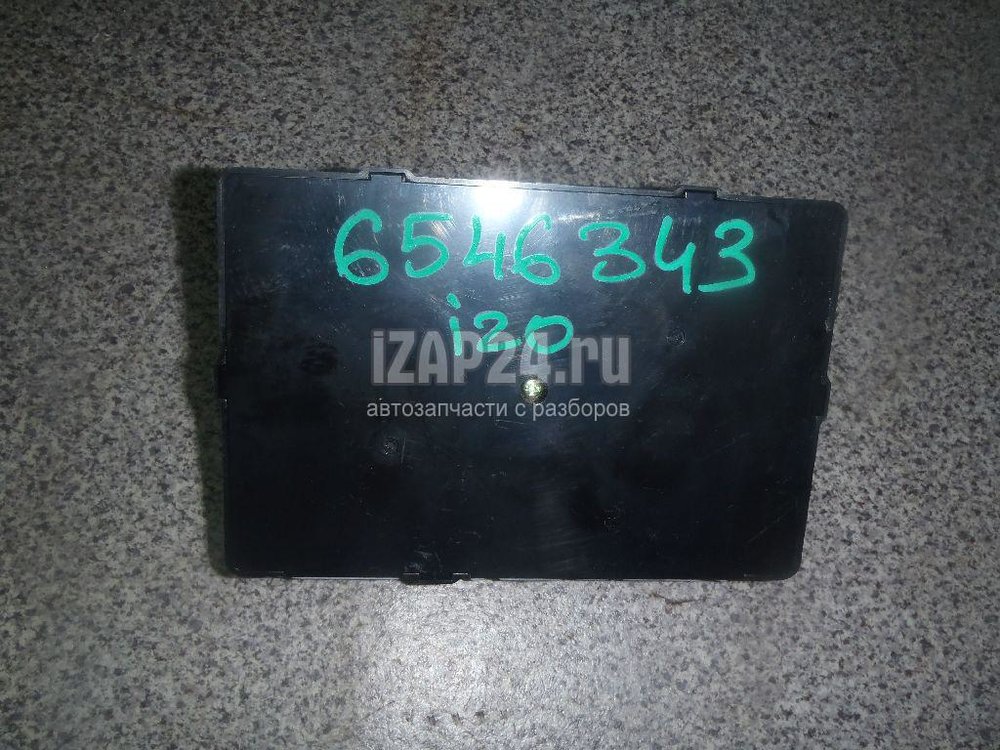 6546343
i20
iZAP24.ru
автозапчасти с разборов